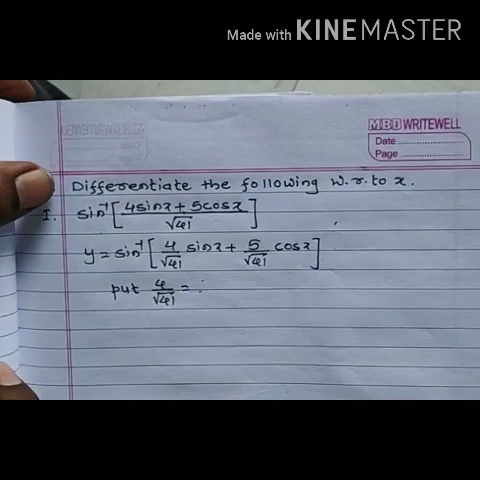 Made with KINEMASTER
MBD WRITEWELL
Date ........................
Page ........................
Differentiate the following w.r.to x.
I. sin⁻¹[(4sinx + 5cosx)/√41]
y = sin⁻¹[4/√41 sinx + 5/√41 cosx]
put 4/√41 = :